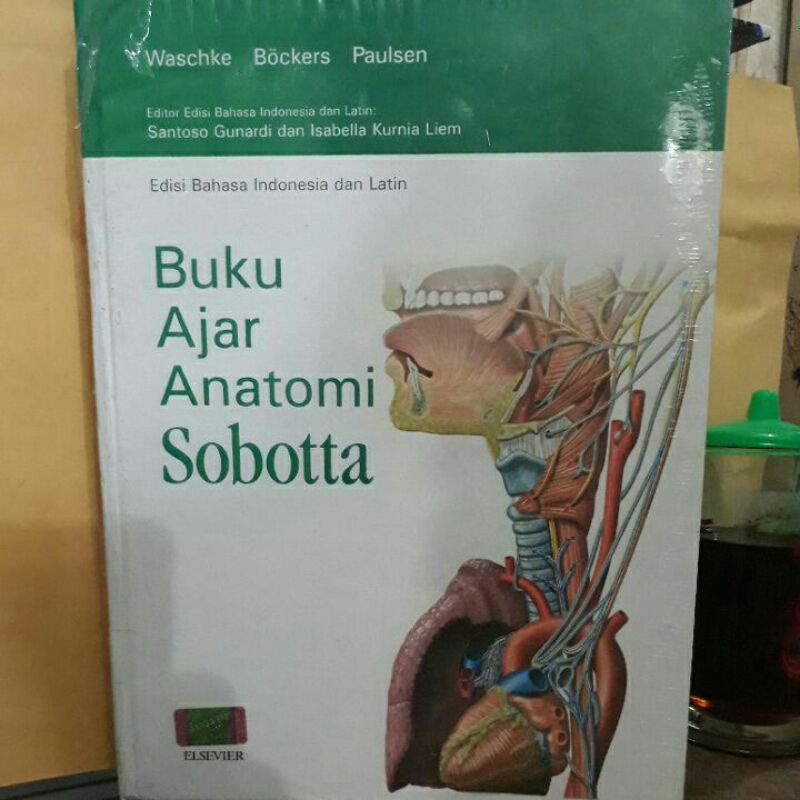 Waschke Böckers Paulsen
Editor Edisi Bahasa Indonesia dan Latin:
Santoso Gunardi dan Isabella Kurnia Liem
Edisi Bahasa Indonesia dan Latin
Buku
Ajar
Anatomi
Sobotta
ELSEVIER